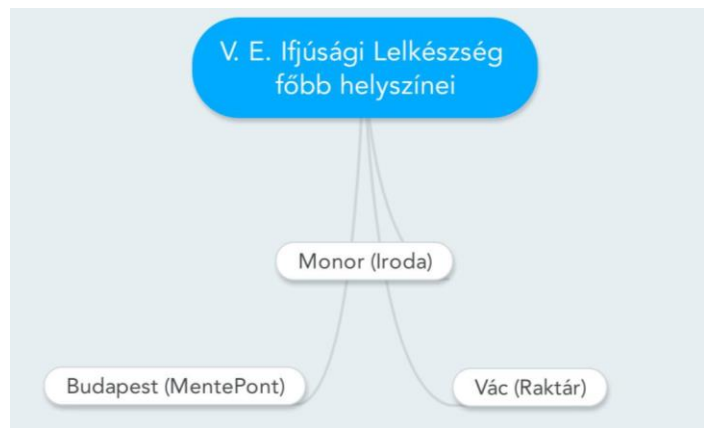 V. E. Ifjúsági Lelkészség
főbb helyszínei
Monor (Iroda)
Budapest (MentePont)
Vác (Raktár)